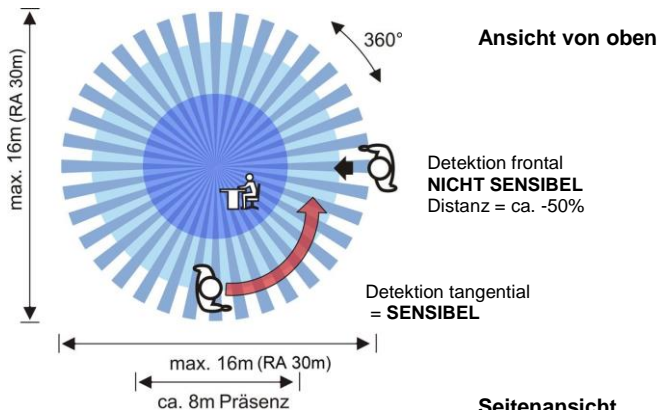 360°
Ansicht von oben
max. 16m (RA 30m)
Detektion frontal
NICHT SENSIBEL
Distanz = ca. -50%
Detektion tangential
= SENSIBEL
max. 16m (RA 30m)
ca. 8m Präsenz
Seitenansicht